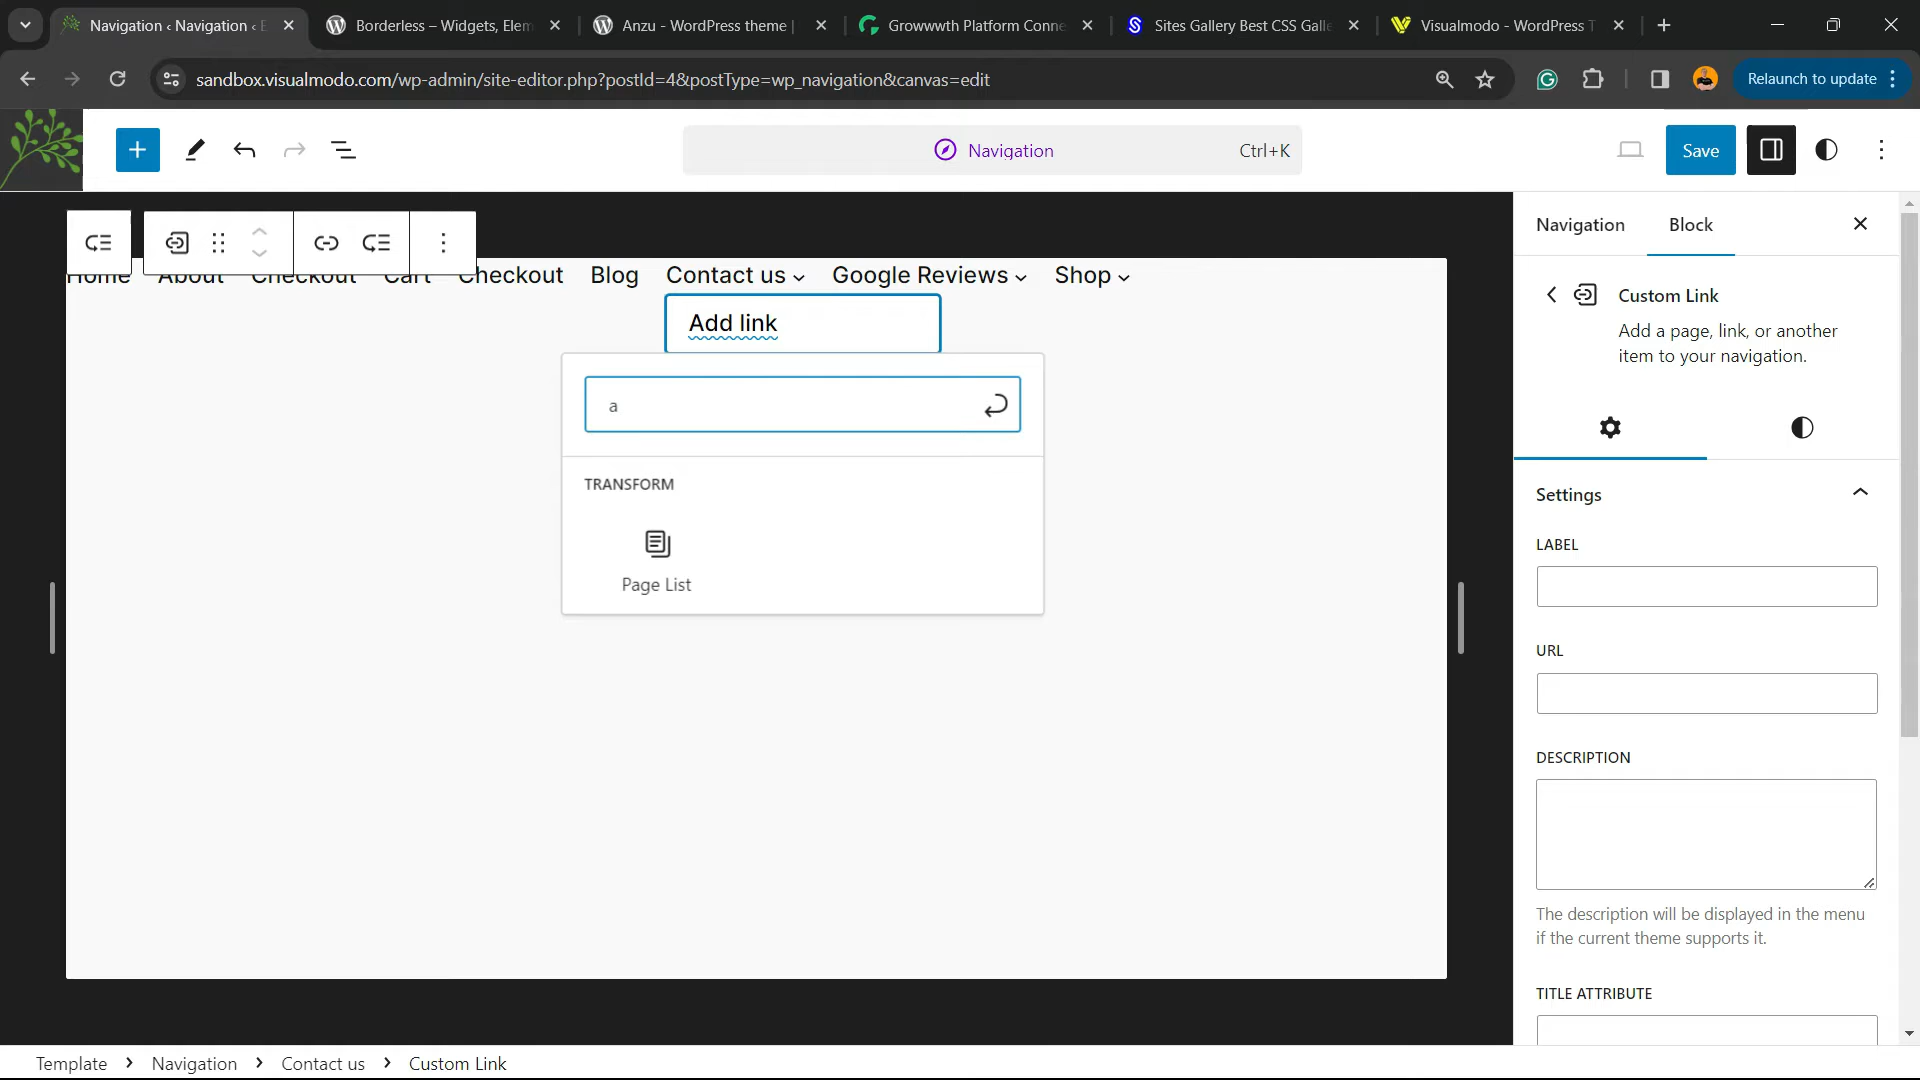 Navigation ‹ Navigation ‹ E
Borderless – Widgets, Elem
Anzu - WordPress theme |
Growwwth Platform Conne
Sites Gallery Best CSS Galle
Visualmodo - WordPress T
sandbox.visualmodo.com/wp-admin/site-editor.php?postId=4&postType=wp_navigation&canvas=edit
Relaunch to update
Navigation
Ctrl+K
Save
Home About Checkout Cart Checkout Blog Contact us Google Reviews Shop
Add link
a
TRANSFORM
Page List
Navigation
Block
Custom Link
Add a page, link, or another
item to your navigation.
Settings
LABEL
URL
DESCRIPTION
The description will be displayed in the menu
if the current theme supports it.
TITLE ATTRIBUTE
Template > Navigation > Contact us > Custom Link